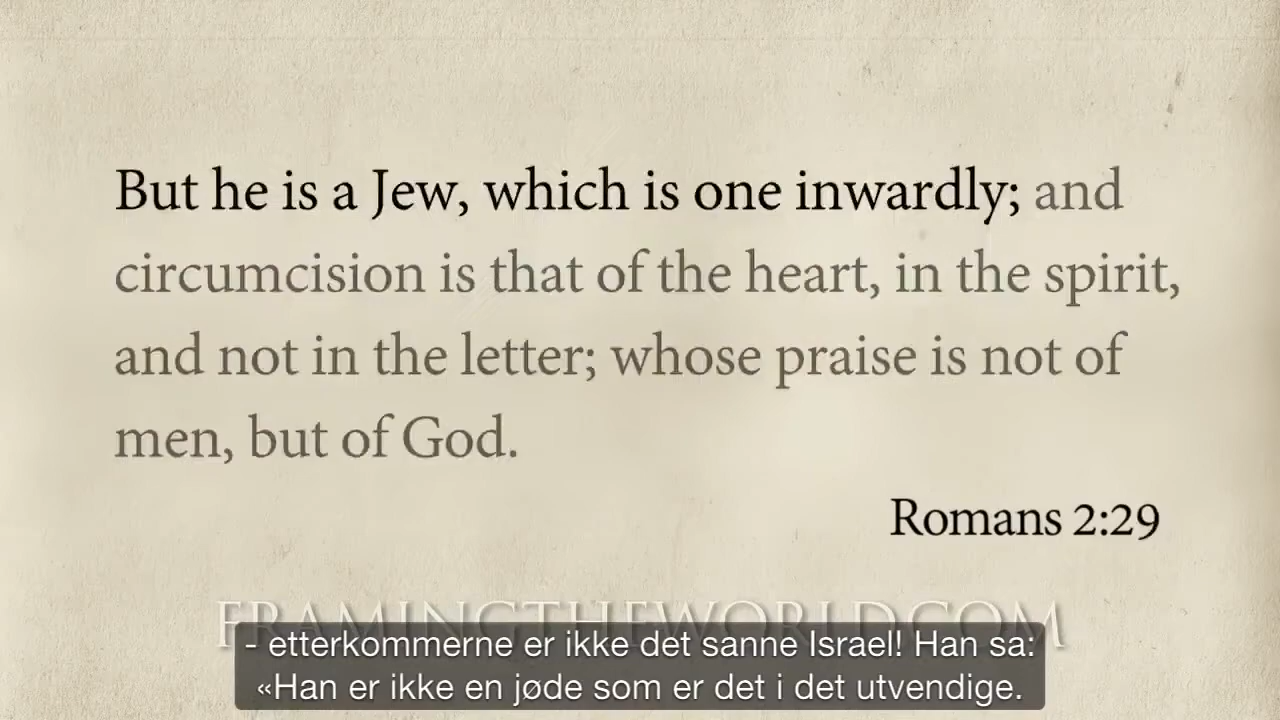 But he is a Jew, which is one inwardly; and
circumcision is that of the heart, in the spirit,
and not in the letter; whose praise is not of
men, but of God.
Romans 2:29
FRAMINGTHEWORLD.COM
- etterkommerne er ikke det sanne Israel! Han sa:
«Han er ikke en jøde som er det i det utvendige.